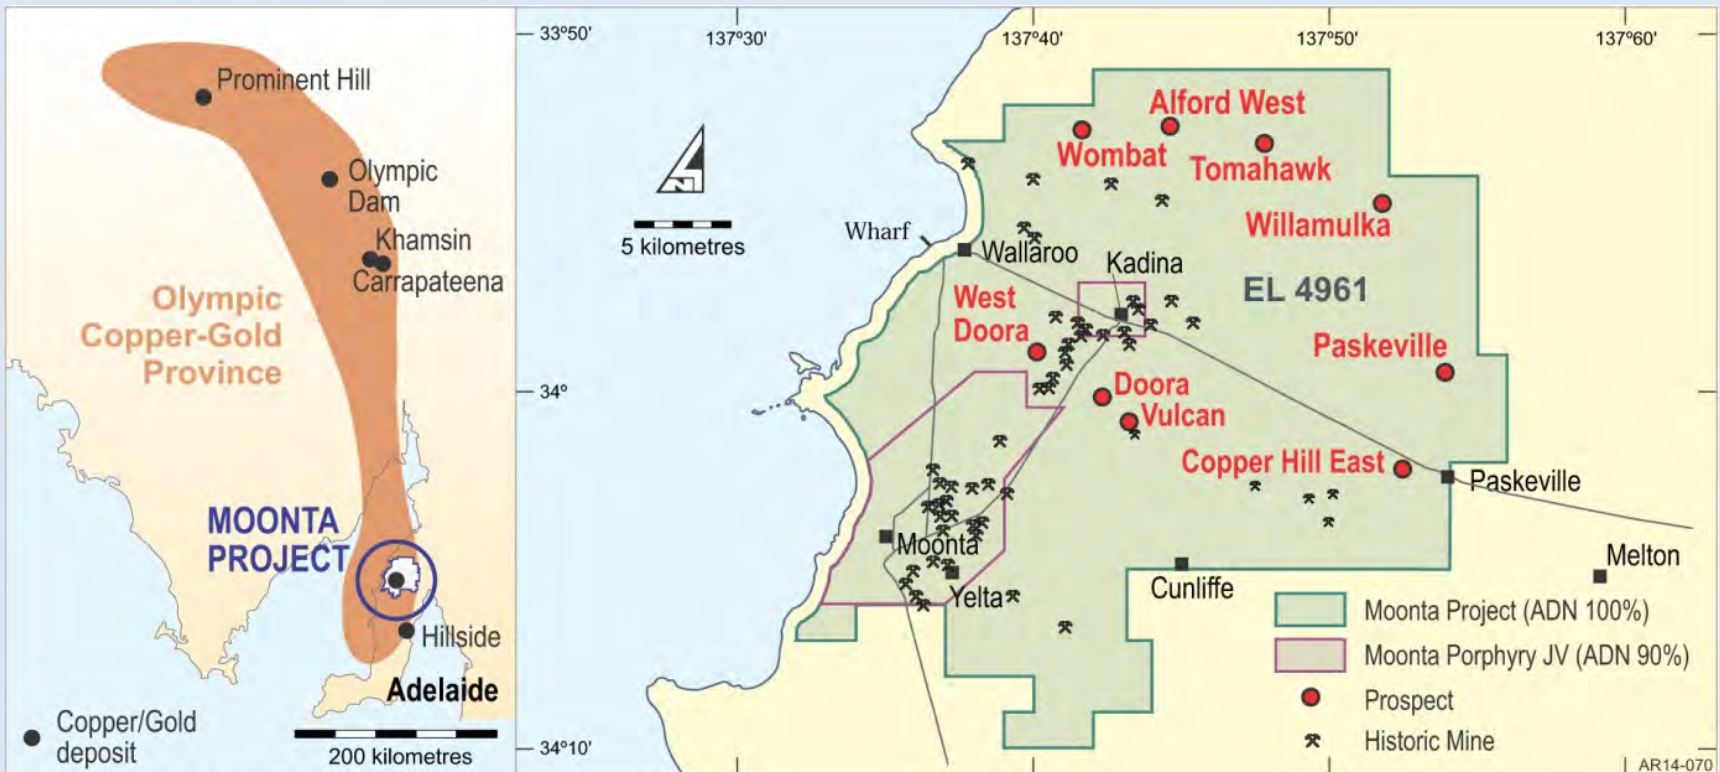 Prominent Hill
Olympic
Dam
Khamsin
Carrapateena
Olympic
Copper-Gold
Province
MOONTA
PROJECT
Hillside
Adelaide
Copper/Gold
deposit
200 kilometres
33°50'
34°
34°10'
137°30'
137°40'
137°50'
137°60'
N
5 kilometres
Wharf
Wallaroo
Kadina
Alford West
Wombat
Tomahawk
Willamulka
EL 4961
West
Doora
Paskeville
Doora
Vulcan
Copper Hill East
Paskeville
Moonta
Yelta
Cunliffe
Melton
Moonta Project (ADN 100%)
Moonta Porphyry JV (ADN 90%)
Prospect
Historic Mine
AR14-070